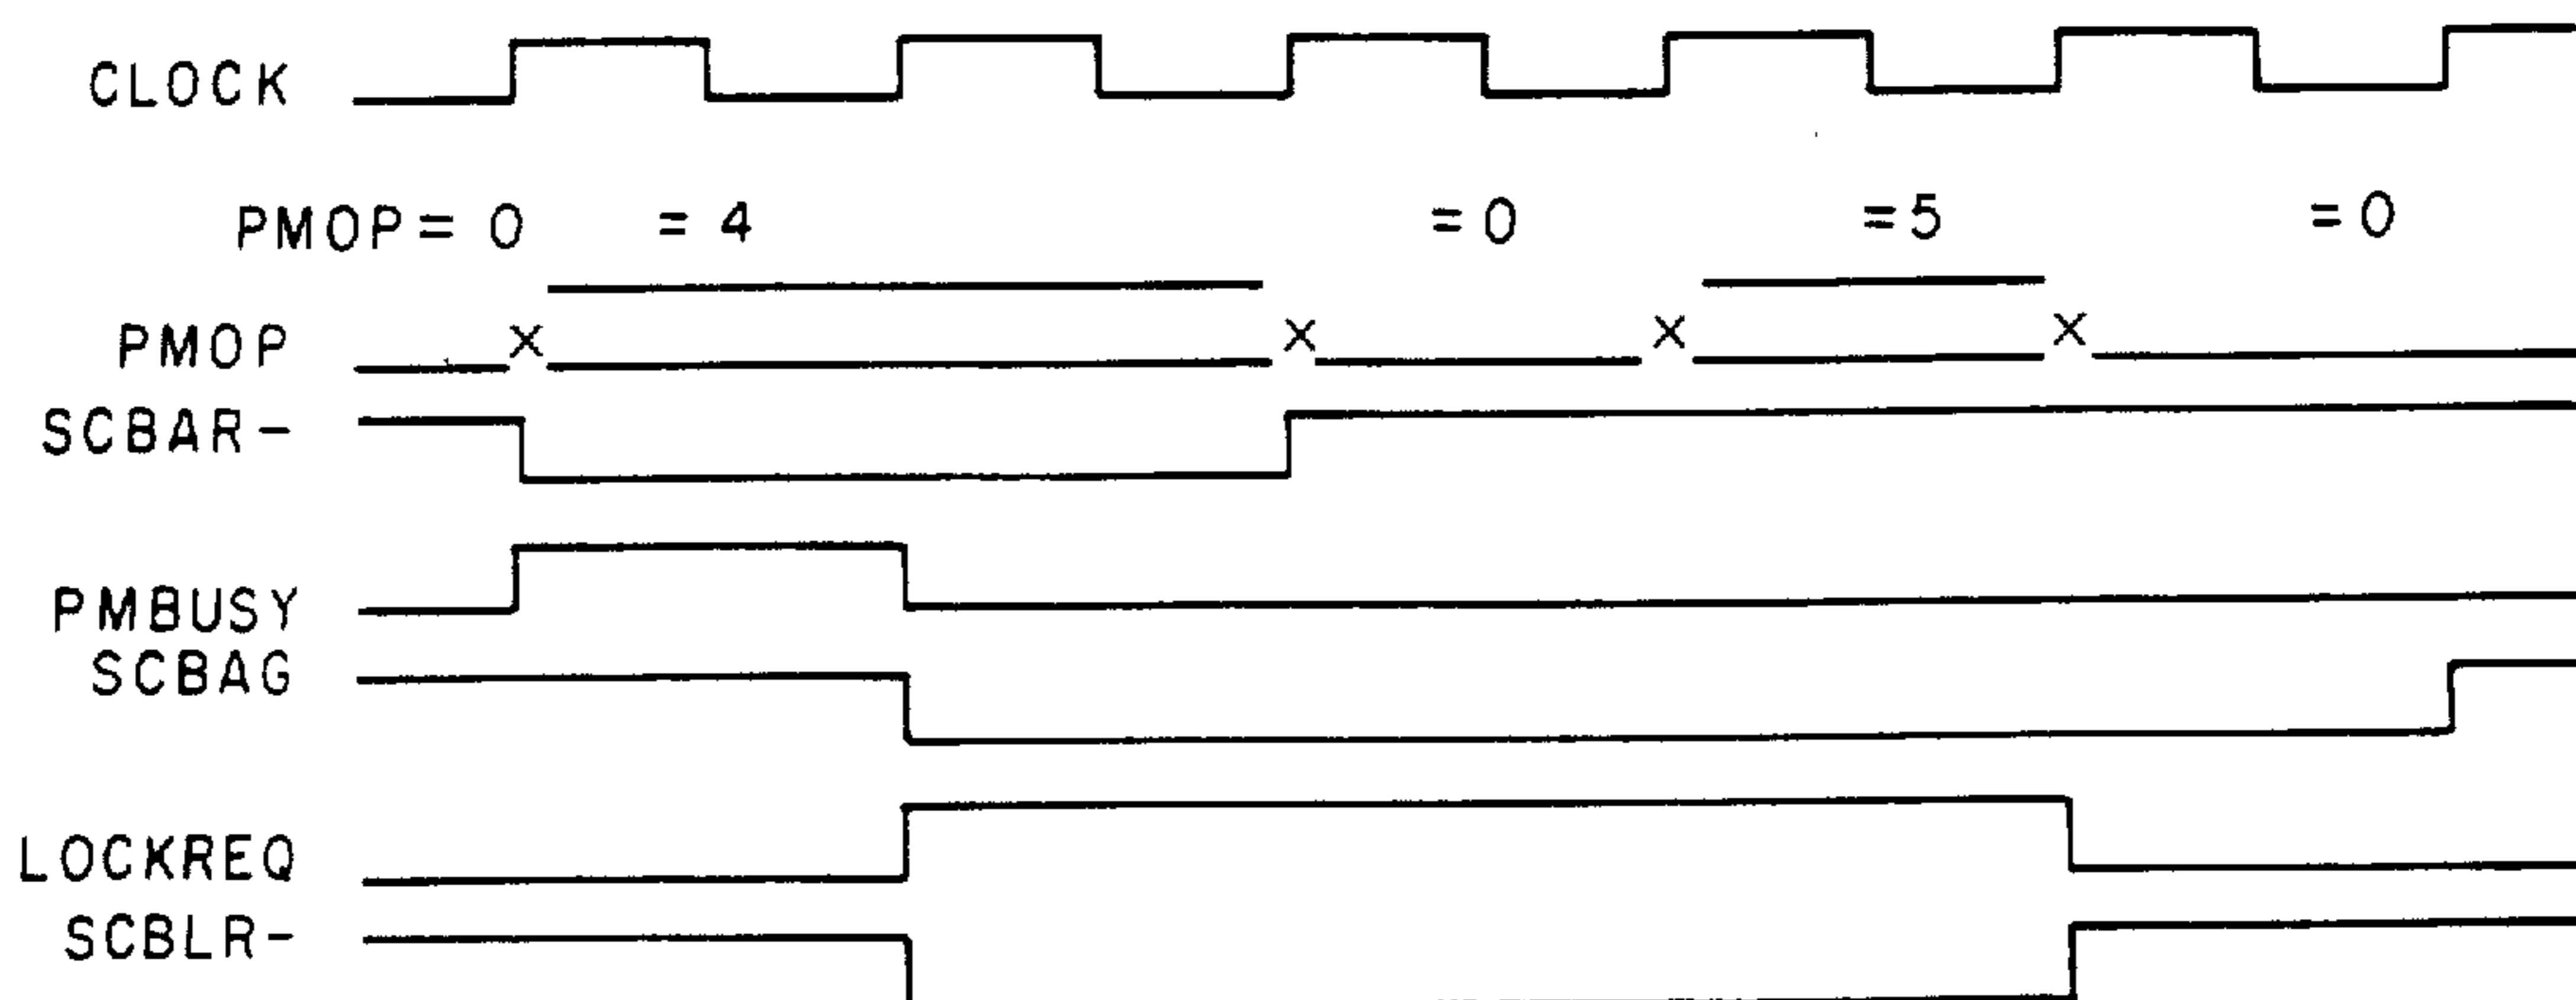 CLOCK
PMOP= 0 =4 =0 =5 =0
PMOP X X X X
SCBAR-
PMBUSY
SCBAG
LOCKREQ
SCBLR-